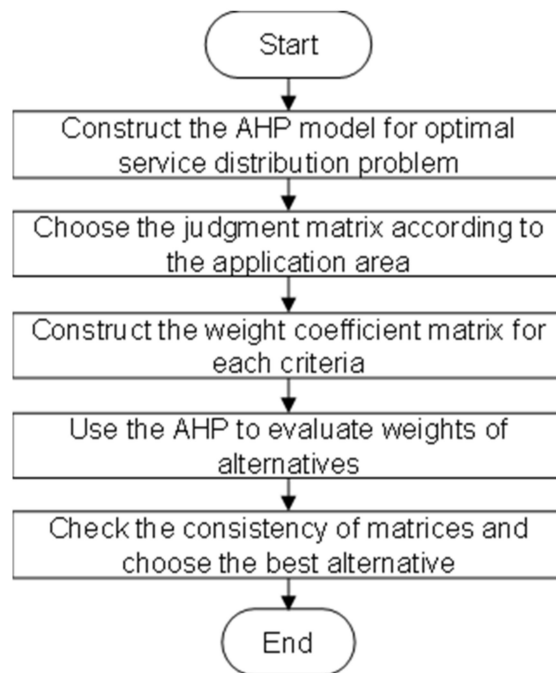 Start
Construct the AHP model for optimal
service distribution problem
Choose the judgment matrix according to
the application area
Construct the weight coefficient matrix for
each criteria
Use the AHP to evaluate weights of
alternatives
Check the consistency of matrices and
choose the best alternative
End